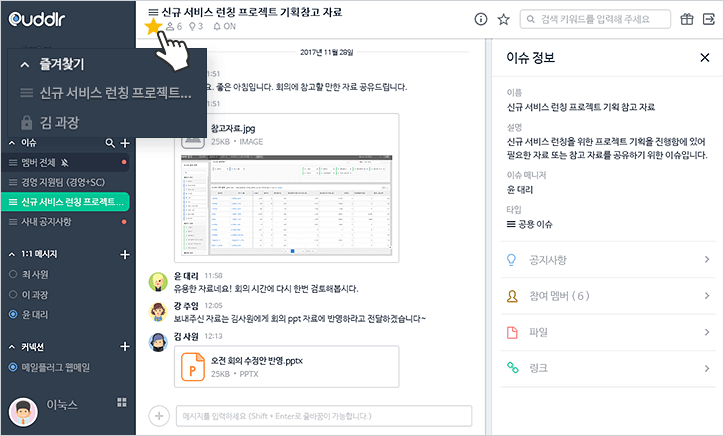 Quddlr
즐겨찾기
신규 서비스 런칭 프로젝트...
김 과장
이슈
멤버 전체
경영 지원팀 (경영+SC)
신규 서비스 런칭 프로젝트...
사내 공지사항
1:1 메시지
최 사원
이 과장
윤 대리
커넥션
메일플러그 웹메일
이눅스
신규 서비스 런칭 프로젝트 기획참고 자료
6 3 ON
검색 키워드를 입력해 주세요
2017년 11월 28일
:51
요. 좋은 아침입니다. 회의에 참고할 만한 자료 공유드립니다.
:51
참고자료.jpg
25KB • IMAGE
윤 대리 11:58
유용한 자료네요! 회의 시간에 다시 한번 검토해봅시다.
강 주임 12:05
보내주신 자료는 김사원에게 회의 ppt 자료에 반영하라고 전달하겠습니다~
김 사원 12:13
오전 회의 수정안 반영.pptx
25KB • PPTX
메시지를 입력하세요 (Shift + Enter로 줄바꿈이 가능합니다.)
이슈 정보
이름
신규 서비스 런칭 프로젝트 기획 참고 자료
설명
신규 서비스 런칭을 위한 프로젝트 기획을 진행함에 있어
필요한 자료 또는 참고 자료를 공유하기 위한 이슈입니다.
이슈 매니저
윤 대리
타입
공용 이슈
공지사항
참여 멤버 ( 6 )
파일
링크